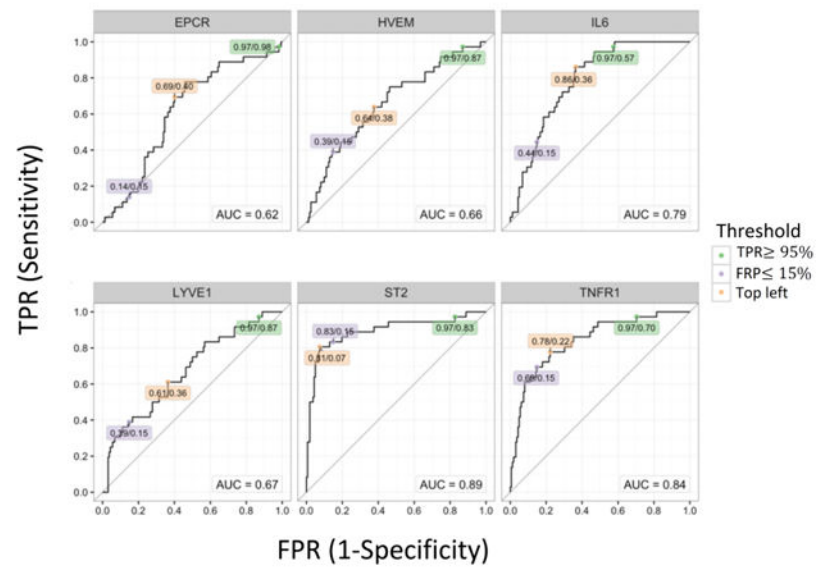 EPCR
HVEM
IL6
TPR (Sensitivity)
1.0
0.8
0.6
0.4
0.2
0.0
0.97/0.98
0.69/0.40
0.14/0.15
AUC = 0.62
0.97/0.87
0.64/0.38
0.39/0.15
AUC = 0.66
0.97/0.57
0.86/0.36
0.44/0.15
AUC = 0.79
Threshold
TPR≥ 95%
FRP≤ 15%
Top left
LYVE1
ST2
TNFR1
1.0
0.8
0.6
0.4
0.2
0.0
0.97/0.87
0.61/0.36
0.39/0.15
AUC = 0.67
0.83/0.15
0.81/0.07
0.97/0.83
AUC = 0.89
0.78/0.22
0.97/0.70
0.69/0.15
AUC = 0.84
0.0 0.2 0.4 0.6 0.8 1.0
0.0 0.2 0.4 0.6 0.8 1.0
0.0 0.2 0.4 0.6 0.8 1.0
FPR (1-Specificity)